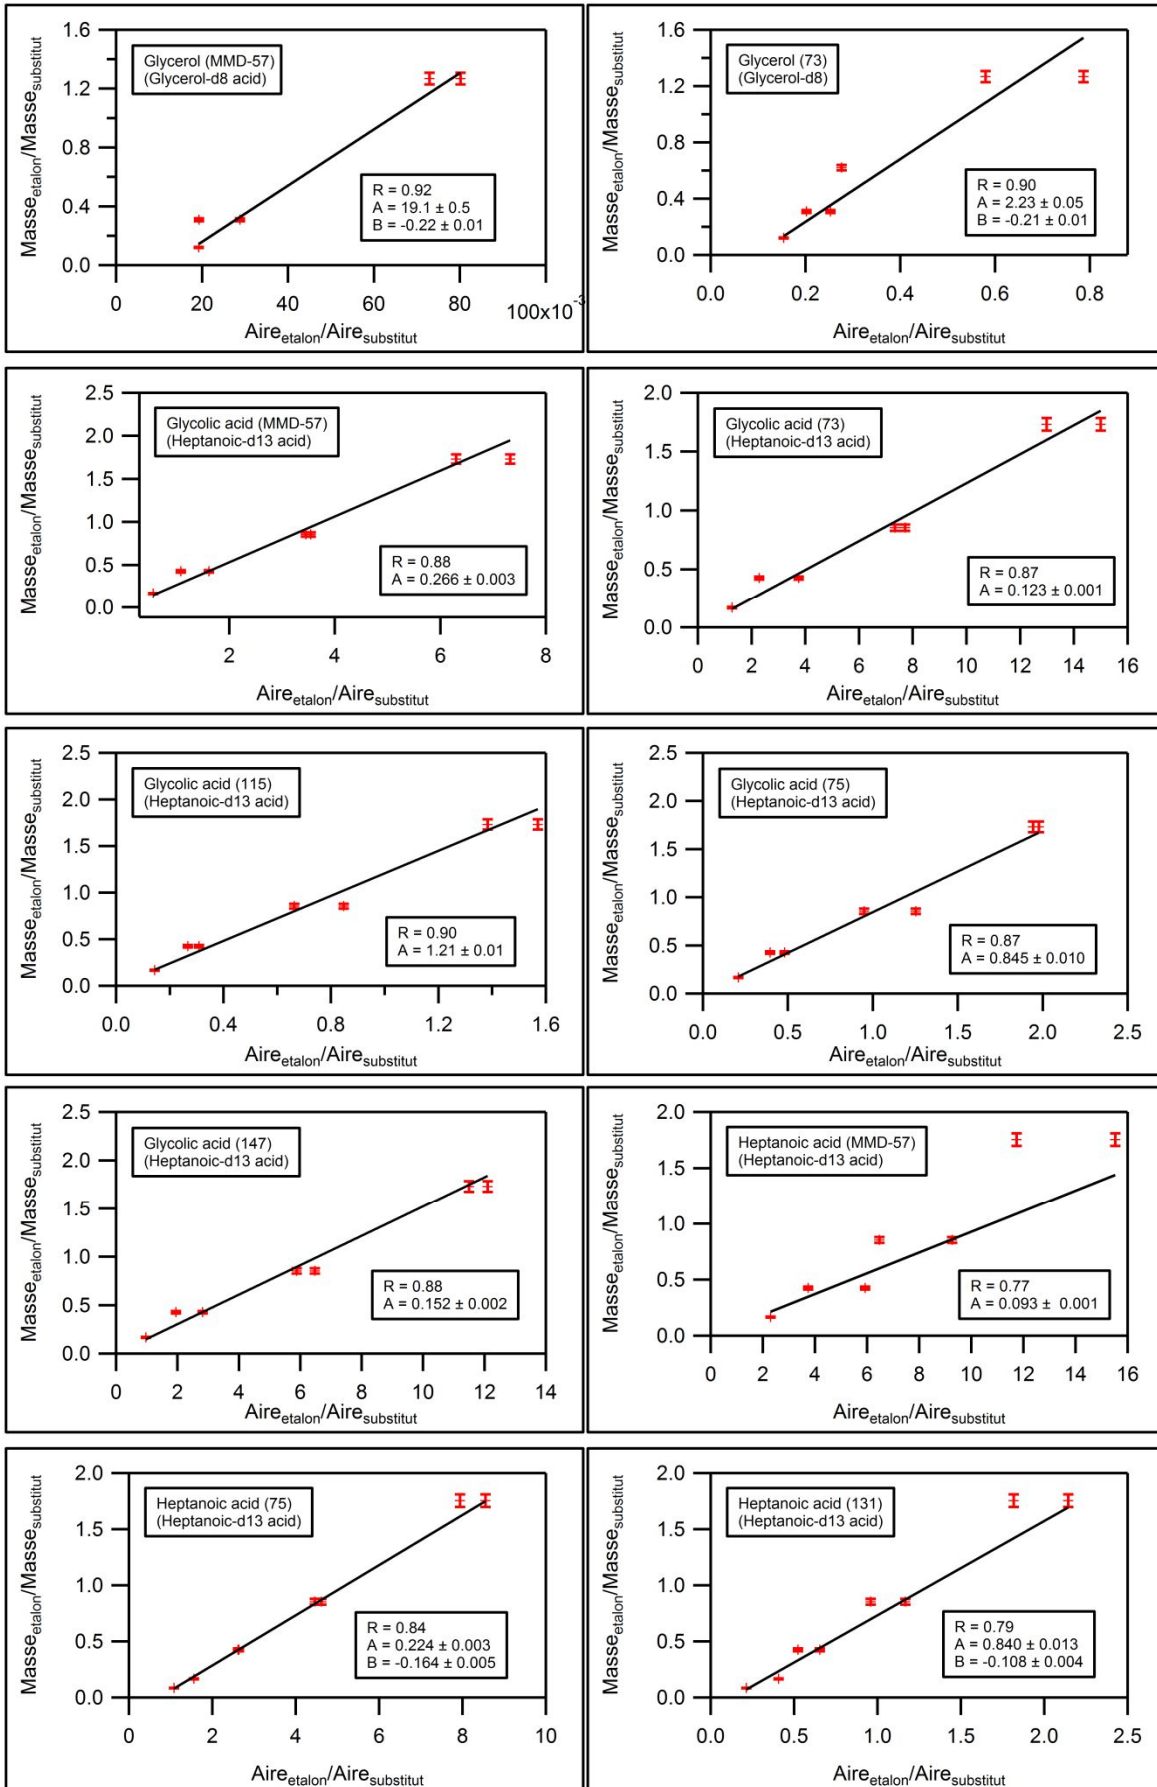 Glycerol (MMD-57)
(Glycerol-d8 acid)
R = 0.92
A = 19.1 ± 0.5
B = -0.22 ± 0.01
1.6
1.2
0.8
0.4
0.0
0 20 40 60 80 100x10-3
Masseetalon/Massesubstitut
Aireetalon/Airesubstitut
Glycerol (73)
(Glycerol-d8)
R = 0.90
A = 2.23 ± 0.05
B = -0.21 ± 0.01
1.6
1.2
0.8
0.4
0.0
0.0 0.2 0.4 0.6 0.8
Masseetalon/Massesubstitut
Aireetalon/Airesubstitut
Glycolic acid (MMD-57)
(Heptanoic-d13 acid)
R = 0.88
A = 0.266 ± 0.003
2.5
2.0
1.5
1.0
0.5
0.0
2 4 6 8
Masseetalon/Massesubstitut
Aireetalon/Airesubstitut
Glycolic acid (73)
(Heptanoic-d13 acid)
R = 0.87
A = 0.123 ± 0.001
2.0
1.5
1.0
0.5
0.0
0 2 4 6 8 10 12 14 16
Masseetalon/Massesubstitut
Aireetalon/Airesubstitut
Glycolic acid (115)
(Heptanoic-d13 acid)
R = 0.90
A = 1.21 ± 0.01
2.5
2.0
1.5
1.0
0.5
0.0
0.0 0.4 0.8 1.2 1.6
Masseetalon/Massesubstitut
Aireetalon/Airesubstitut
Glycolic acid (75)
(Heptanoic-d13 acid)
R = 0.87
A = 0.845 ± 0.010
2.5
2.0
1.5
1.0
0.5
0.0
0.0 0.5 1.0 1.5 2.0 2.5
Masseetalon/Massesubstitut
Aireetalon/Airesubstitut
Glycolic acid (147)
(Heptanoic-d13 acid)
R = 0.88
A = 0.152 ± 0.002
2.5
2.0
1.5
1.0
0.5
0.0
0 2 4 6 8 10 12 14
Masseetalon/Massesubstitut
Aireetalon/Airesubstitut
Heptanoic acid (MMD-57)
(Heptanoic-d13 acid)
R = 0.77
A = 0.093 ± 0.001
2.0
1.5
1.0
0.5
0.0
0 2 4 6 8 10 12 14 16
Masseetalon/Massesubstitut
Aireetalon/Airesubstitut
Heptanoic acid (75)
(Heptanoic-d13 acid)
R = 0.84
A = 0.224 ± 0.003
B = -0.164 ± 0.005
2.0
1.5
1.0
0.5
0.0
0 2 4 6 8 10
Masseetalon/Massesubstitut
Aireetalon/Airesubstitut
Heptanoic acid (131)
(Heptanoic-d13 acid)
R = 0.79
A = 0.840 ± 0.013
B = -0.108 ± 0.004
2.0
1.5
1.0
0.5
0.0
0.0 0.5 1.0 1.5 2.0 2.5
Masseetalon/Massesubstitut
Aireetalon/Airesubstitut